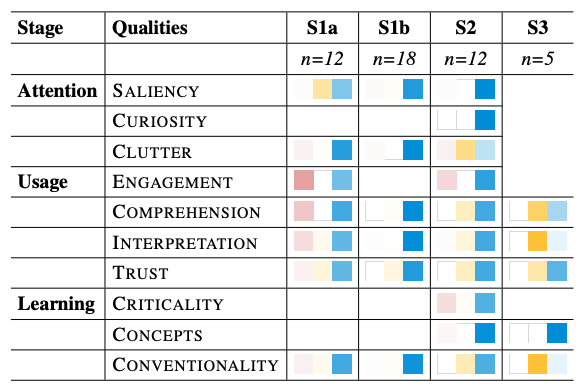 Stage Qualities S1a S1b S2 S3
n=12 n=18 n=12 n=5
Attention SALIENCY
CURIOSITY
CLUTTER
Usage ENGAGEMENT
COMPREHENSION
INTERPRETATION
TRUST
Learning CRITICALITY
CONCEPTS
CONVENTIONALITY